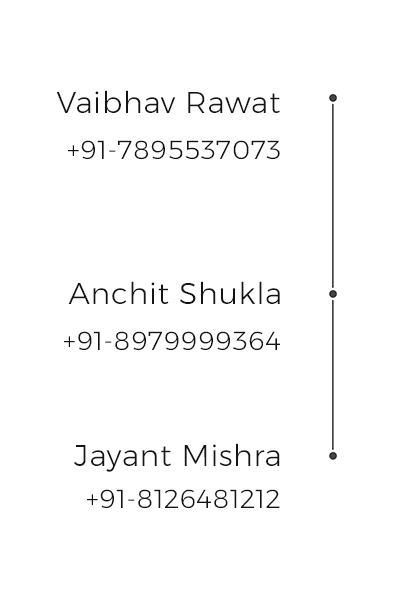 Vaibhav Rawat
+91-7895537073
Anchit Shukla
+91-8979999364
Jayant Mishra
+91-8126481212